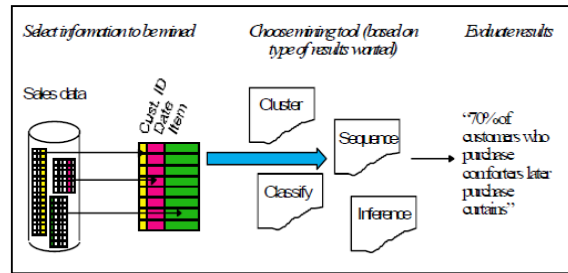 Select information to be mined
Choose mining tool (based on
type of results wanted)
Evaluate results
Sales data
Cust. ID
Date
Item
Cluster
Sequence
Classify
Inference
“70% of
customers who
purchase
comforters later
purchase
curtains”